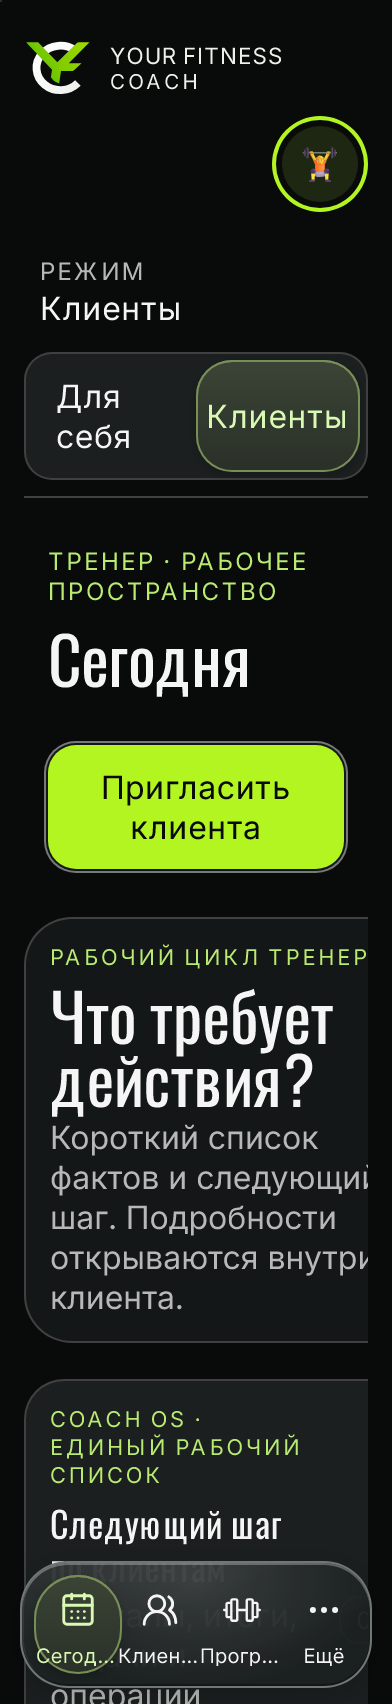 YOUR FITNESS
COACH
РЕЖИМ
Клиенты
Для
себя
Клиенты
ТРЕНЕР · РАБОЧЕЕ
ПРОСТРАНСТВО
Сегодня
Пригласить
клиента
РАБОЧИЙ ЦИКЛ ТРЕНЕР
Что требует
действия?
Короткий список
фактов и следующий
шаг. Подробности
открываются внутри
клиента.
COACH OS ·
ЕДИНЫЙ РАБОЧИЙ
СПИСОК
Следующий шаг
по клиентам
Сегод... Клиен... Прогр... Ещё
операции